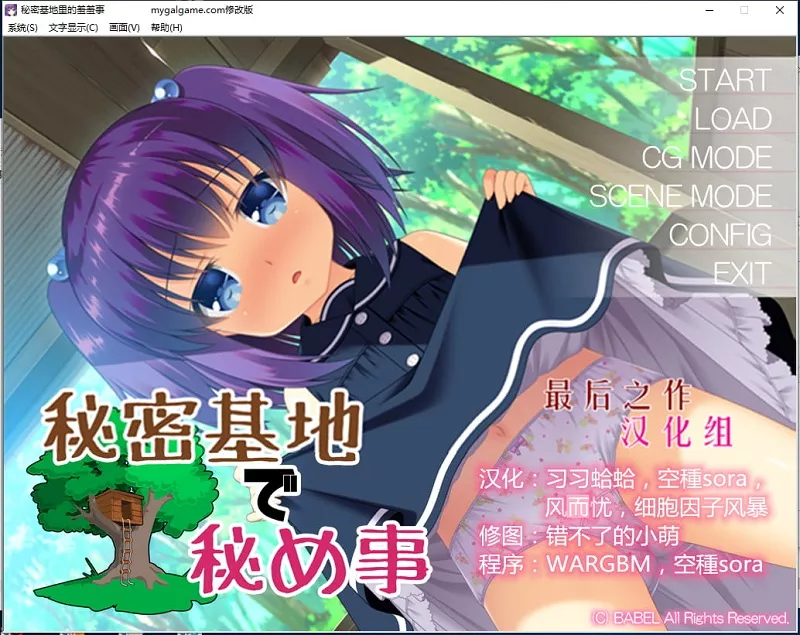 秘密基地里的羞羞事 mygalgame.com修改版
系统(S) 文字显示(C) 画面(V) 帮助(H)
START
LOAD
CG MODE
SCENE MODE
CONFIG
EXIT
秘密基地
で
秘め事
最后之作
汉化组
汉化：习习蛤蛤，空種sora，
风而忧，细胞因子风暴
修图：错不了的小萌
程序：WARGBM，空種sora
(C) BABEL All Rights Reserved.